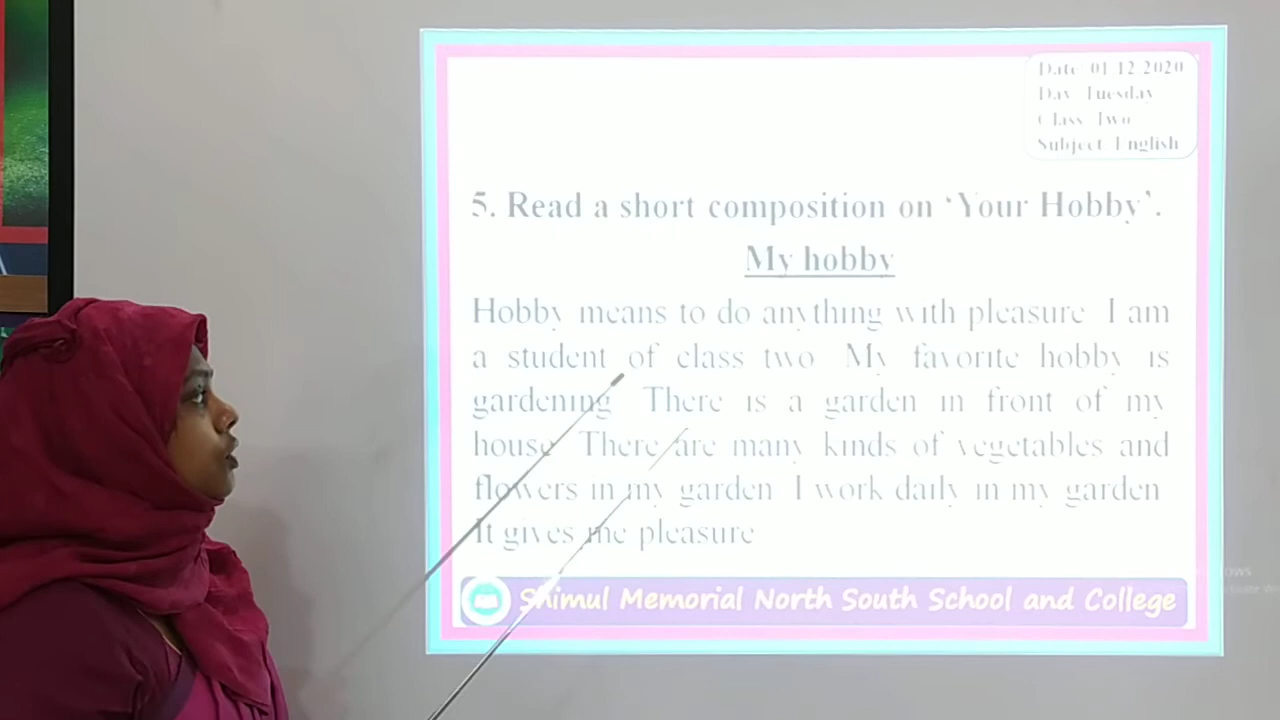 Date 01 12 2020
Day Tuesday
Class Two
Subject English
5. Read a short composition on ‘Your Hobby’.
My hobby
Hobby means to do anything with pleasure I am
a student of class two My favorite hobby is
gardening There is a garden in front of my
house There are many kinds of vegetables and
flowers in my garden I work daily in my garden
It gives me pleasure
Shimul Memorial North South School and College